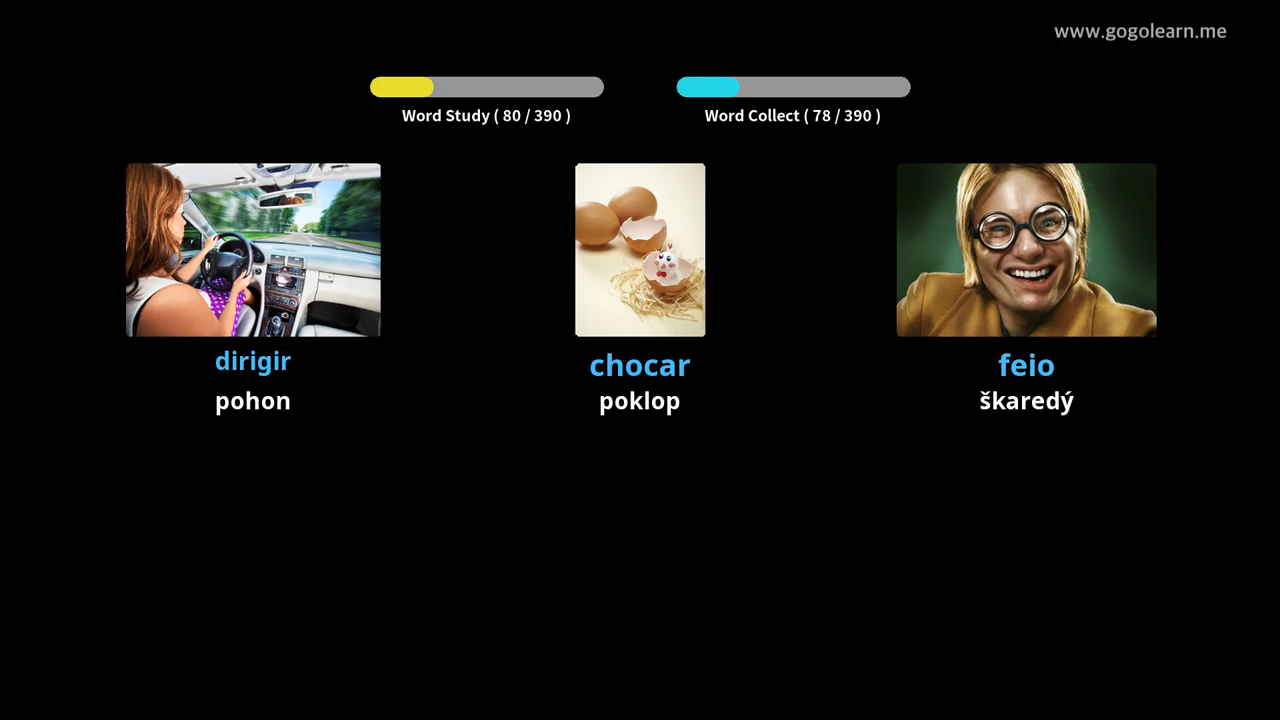 www.gogolearn.me
Word Study ( 80 / 390 )
Word Collect ( 78 / 390 )
dirigir
chocar
feio
pohon
poklop
škaredý